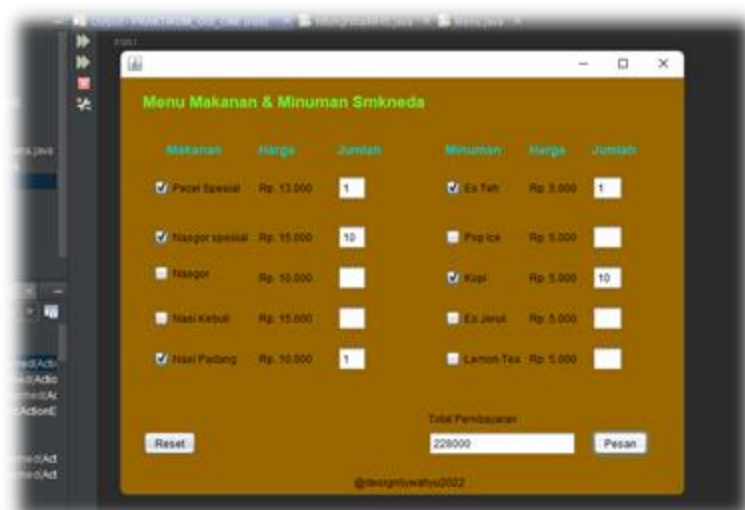 Menu Makanan & Minuman Smkneda
Makanan Harga Jumlah Minuman Harga Jumlah
Pecel Spesial Rp. 13.000 1 Es Teh Rp. 5.000 1
Nasgor spesial Rp. 15.000 10 Pop Ice Rp. 5.000
Nasgor Rp. 10.000 Kopi Rp. 5.000 10
Nasi Kebuli Rp. 15.000 Es Jeruk Rp. 5.000
Nasi Padang Rp. 10.000 1 Lemon Tea Rp. 5.000
Total Pembayaran
Reset 228000 Pesan